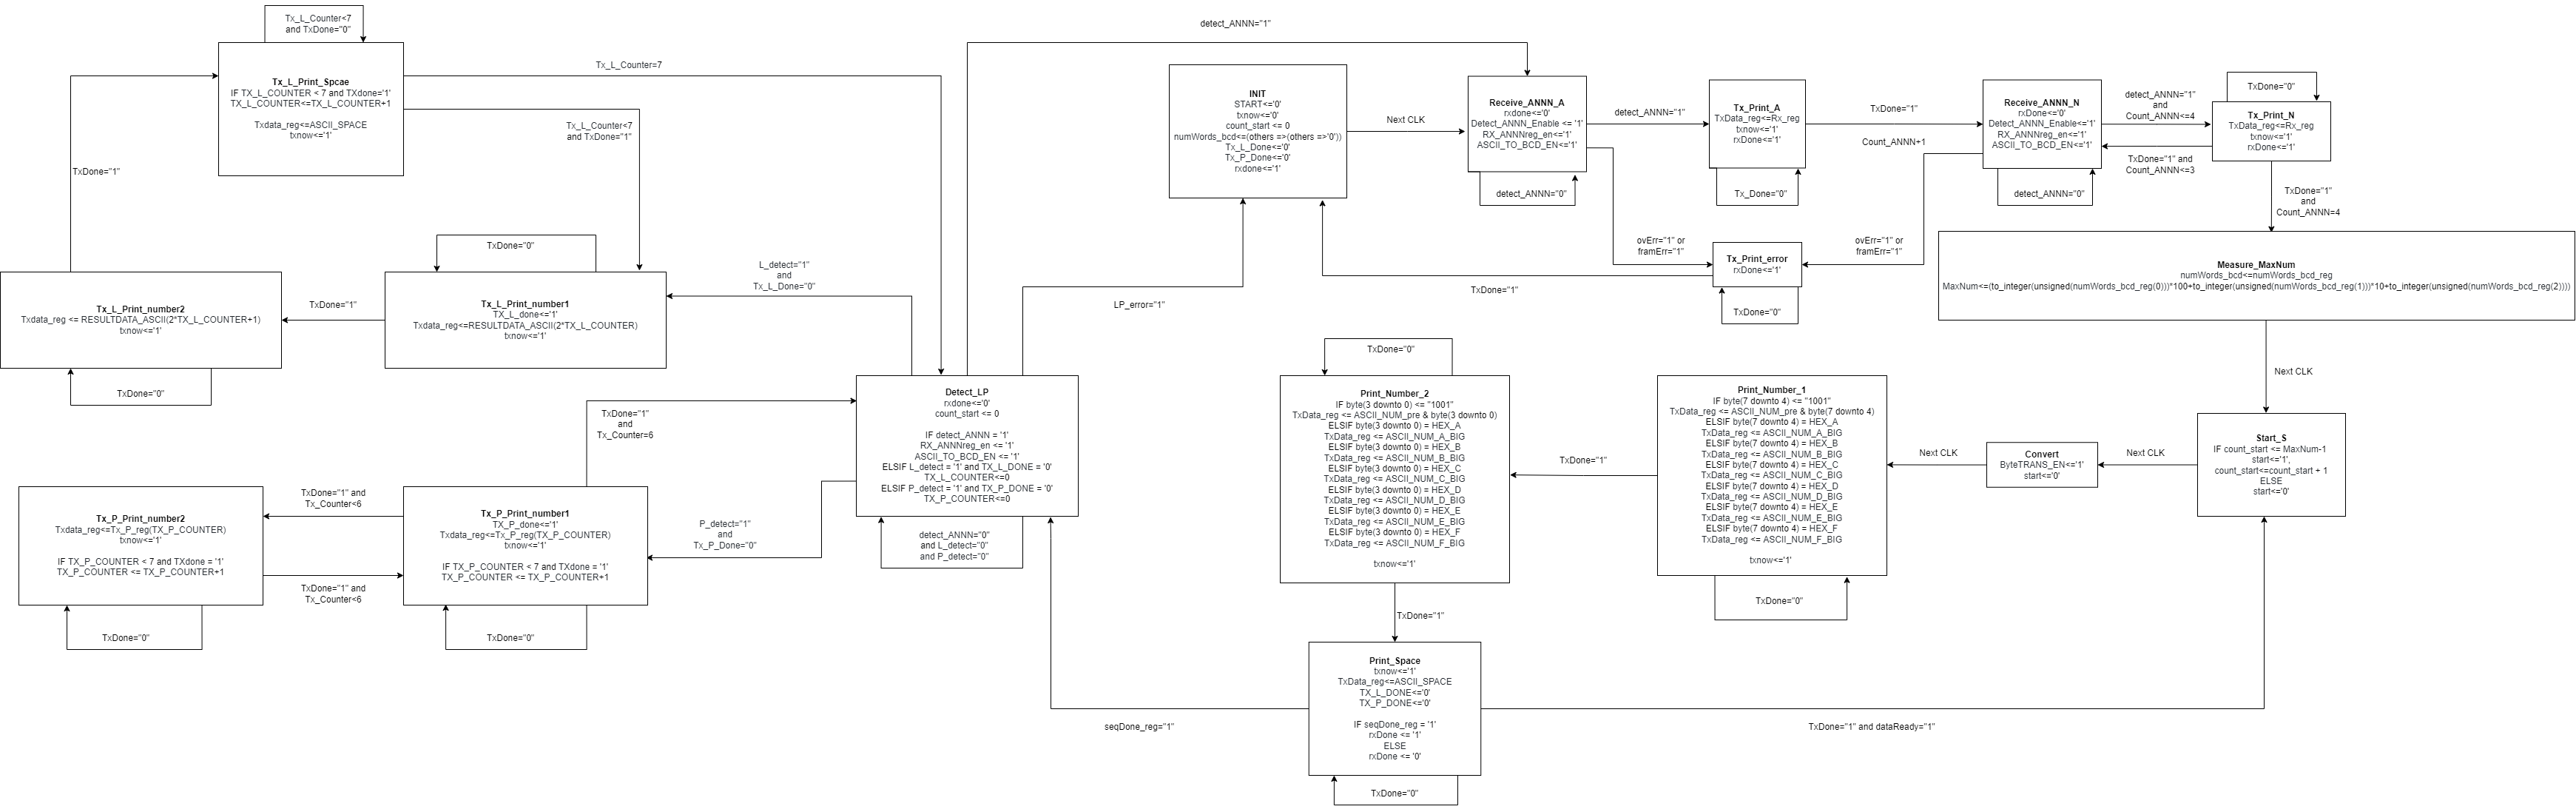 Tx_L_Counter<7
and TxDone="0"
Tx_L_Print_Spcae
IF TX_L_COUNTER < 7 and TXdone='1'
TX_L_COUNTER<=TX_L_COUNTER+1
Txdata_reg<=ASCII_SPACE
txnow<='1'
Tx_L_Counter=7
Tx_L_Counter<7
and TxDone="1"
TxDone="1"
TxDone="0"
Tx_L_Print_number2
Txdata_reg <= RESULTDATA_ASCII(2*TX_L_COUNTER+1)
txnow<='1'
TxDone="1"
Tx_L_Print_number1
TX_L_done<='1'
Txdata_reg<=RESULTDATA_ASCII(2*TX_L_COUNTER)
txnow<='1'
TxDone="0"
L_detect="1"
and
Tx_L_Done="0"
detect_ANNN="1"
INIT
START<='0'
txnow<='0'
count_start <= 0
numWords_bcd<=(others =>(others =>'0'))
Tx_L_Done<='0'
Tx_P_Done<='0'
rxdone<='1'
Next CLK
Receive_ANNN_A
rxdone<='0'
Detect_ANNN_Enable <= '1'
RX_ANNNreg_en<='1'
ASCII_TO_BCD_EN<='1'
detect_ANNN="0"
detect_ANNN="1"
Tx_Print_A
TxData_reg<=Rx_reg
txnow<='1'
rxDone<='1'
Tx_Done="0"
TxDone="1"
Count_ANNN+1
Receive_ANNN_N
rxDone<='0'
Detect_ANNN_Enable<='1'
RX_ANNNreg_en<='1'
ASCII_TO_BCD_EN<='1'
detect_ANNN="0"
detect_ANNN="1"
and
Count_ANNN<=4
TxDone="1" and
Count_ANNN<=3
TxDone="0"
Tx_Print_N
TxData_reg<=Rx_reg
txnow<='1'
rxDone<='1'
TxDone="1"
and
Count_ANNN=4
ovErr="1" or
framErr="1"
Tx_Print_error
rxDone<='1'
ovErr="1" or
framErr="1"
TxDone="1"
TxDone="0"
LP_error="1"
Measure_MaxNum
numWords_bcd<=numWords_bcd_reg
MaxNum<=(to_integer(unsigned(numWords_bcd_reg(0)))*100+to_integer(unsigned(numWords_bcd_reg(1)))*10+to_integer(unsigned(numWords_bcd_reg(2))))
Next CLK
Start_S
IF count_start <= MaxNum-1
start<='1',
count_start<=count_start + 1
ELSE
start<='0'
Next CLK
Convert
ByteTRANS_EN<='1'
start<='0'
Next CLK
Print_Number_1
IF byte(7 downto 4) <= "1001"
TxData_reg <= ASCII_NUM_pre & byte(7 downto 4)
ELSIF byte(7 downto 4) = HEX_A
TxData_reg <= ASCII_NUM_A_BIG
ELSIF byte(7 downto 4) = HEX_B
TxData_reg <= ASCII_NUM_B_BIG
ELSIF byte(7 downto 4) = HEX_C
TxData_reg <= ASCII_NUM_C_BIG
ELSIF byte(7 downto 4) = HEX_D
TxData_reg <= ASCII_NUM_D_BIG
ELSIF byte(7 downto 4) = HEX_E
TxData_reg <= ASCII_NUM_E_BIG
ELSIF byte(7 downto 4) = HEX_F
TxData_reg <= ASCII_NUM_F_BIG
txnow<='1'
TxDone="0"
TxDone="1"
TxDone="0"
Print_Number_2
IF byte(3 downto 0) <= "1001"
TxData_reg <= ASCII_NUM_pre & byte(3 downto 0)
ELSIF byte(3 downto 0) = HEX_A
TxData_reg <= ASCII_NUM_A_BIG
ELSIF byte(3 downto 0) = HEX_B
TxData_reg <= ASCII_NUM_B_BIG
ELSIF byte(3 downto 0) = HEX_C
TxData_reg <= ASCII_NUM_C_BIG
ELSIF byte(3 downto 0) = HEX_D
TxData_reg <= ASCII_NUM_D_BIG
ELSIF byte(3 downto 0) = HEX_E
TxData_reg <= ASCII_NUM_E_BIG
ELSIF byte(3 downto 0) = HEX_F
TxData_reg <= ASCII_NUM_F_BIG
txnow<='1'
TxDone="1"
Detect_LP
rxdone<='0'
count_start <= 0
IF detect_ANNN = '1'
RX_ANNNreg_en <= '1'
ASCII_TO_BCD_EN <= '1'
ELSIF L_detect = '1' and TX_L_DONE = '0'
TX_L_COUNTER<=0
ELSIF P_detect = '1' and TX_P_DONE = '0'
TX_P_COUNTER<=0
detect_ANNN="0"
and L_detect="0"
and P_detect="0"
TxDone="1"
and
Tx_Counter=6
P_detect="1"
and
Tx_P_Done="0"
Tx_P_Print_number1
TX_P_done<='1'
Txdata_reg<=Tx_P_reg(TX_P_COUNTER)
txnow<='1'
IF TX_P_COUNTER < 7 and TXdone = '1'
TX_P_COUNTER <= TX_P_COUNTER+1
TxDone="0"
TxDone="1" and
Tx_Counter<6
TxDone="1" and
Tx_Counter<6
Tx_P_Print_number2
Txdata_reg<=Tx_P_reg(TX_P_COUNTER)
txnow<='1'
IF TX_P_COUNTER < 7 and TXdone = '1'
TX_P_COUNTER <= TX_P_COUNTER+1
TxDone="0"
Print_Space
txnow<='1'
TxData_reg<=ASCII_SPACE
TX_L_DONE<='0'
TX_P_DONE<='0'
IF seqDone_reg = '1'
rxDone <= '1'
ELSE
rxDone <= '0'
seqDone_reg="1"
TxDone="1" and dataReady="1"
TxDone="0"